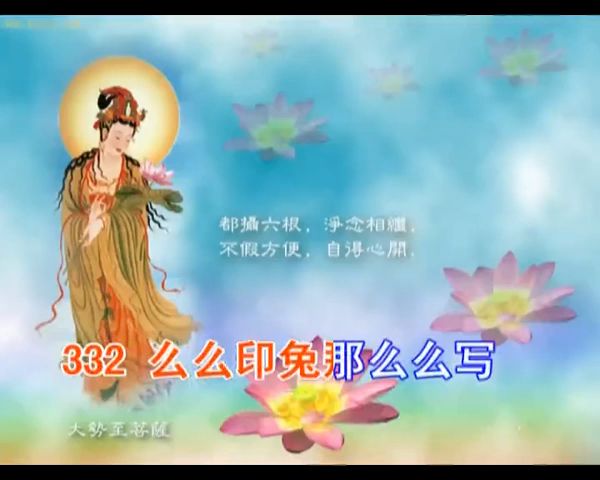 都攝六根，淨念相繼，
不假方便，自得心開.
332 么么印兔那么么写
大勢至菩薩